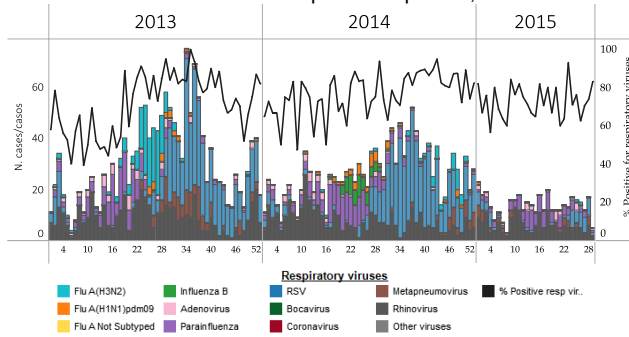 2013 2014 2015
N. cases/casos
60
40
20
0
100
80
60
40
20
0
% Positive for respiratory viruses
4 10 16 22 28 34 40 46 52 4 10 16 22 28 34 40 46 52 4 10 16 22 28
Respiratory viruses
Flu A(H3N2) Influenza B RSV Metapneumovirus % Positive resp vir..
Flu A(H1N1)pdm09 Adenovirus Bocavirus Rhinovirus
Flu A Not Subtyped Parainfluenza Coronavirus Other viruses